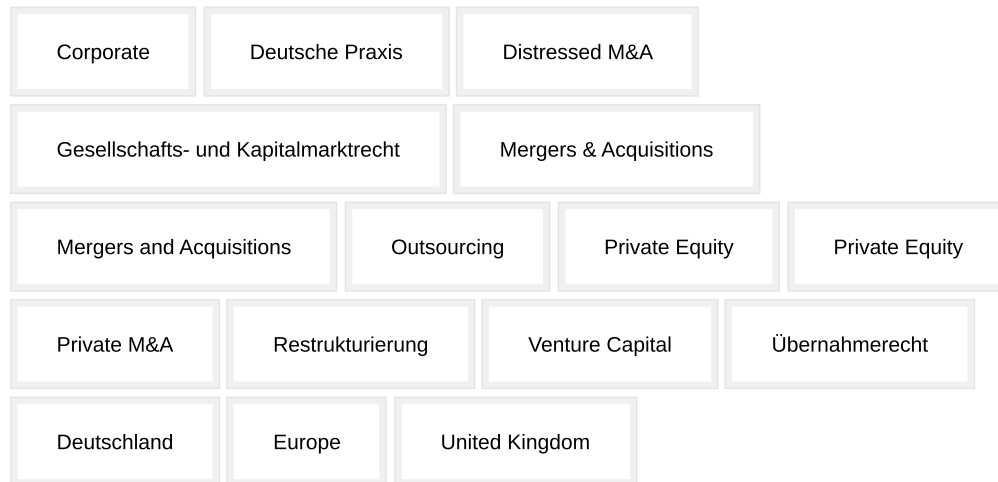 Corporate Deutsche Praxis Distressed M&A
Gesellschafts- und Kapitalmarktrecht Mergers & Acquisitions
Mergers and Acquisitions Outsourcing Private Equity Private Equity
Private M&A Restrukturierung Venture Capital Übernahmerecht
Deutschland Europe United Kingdom